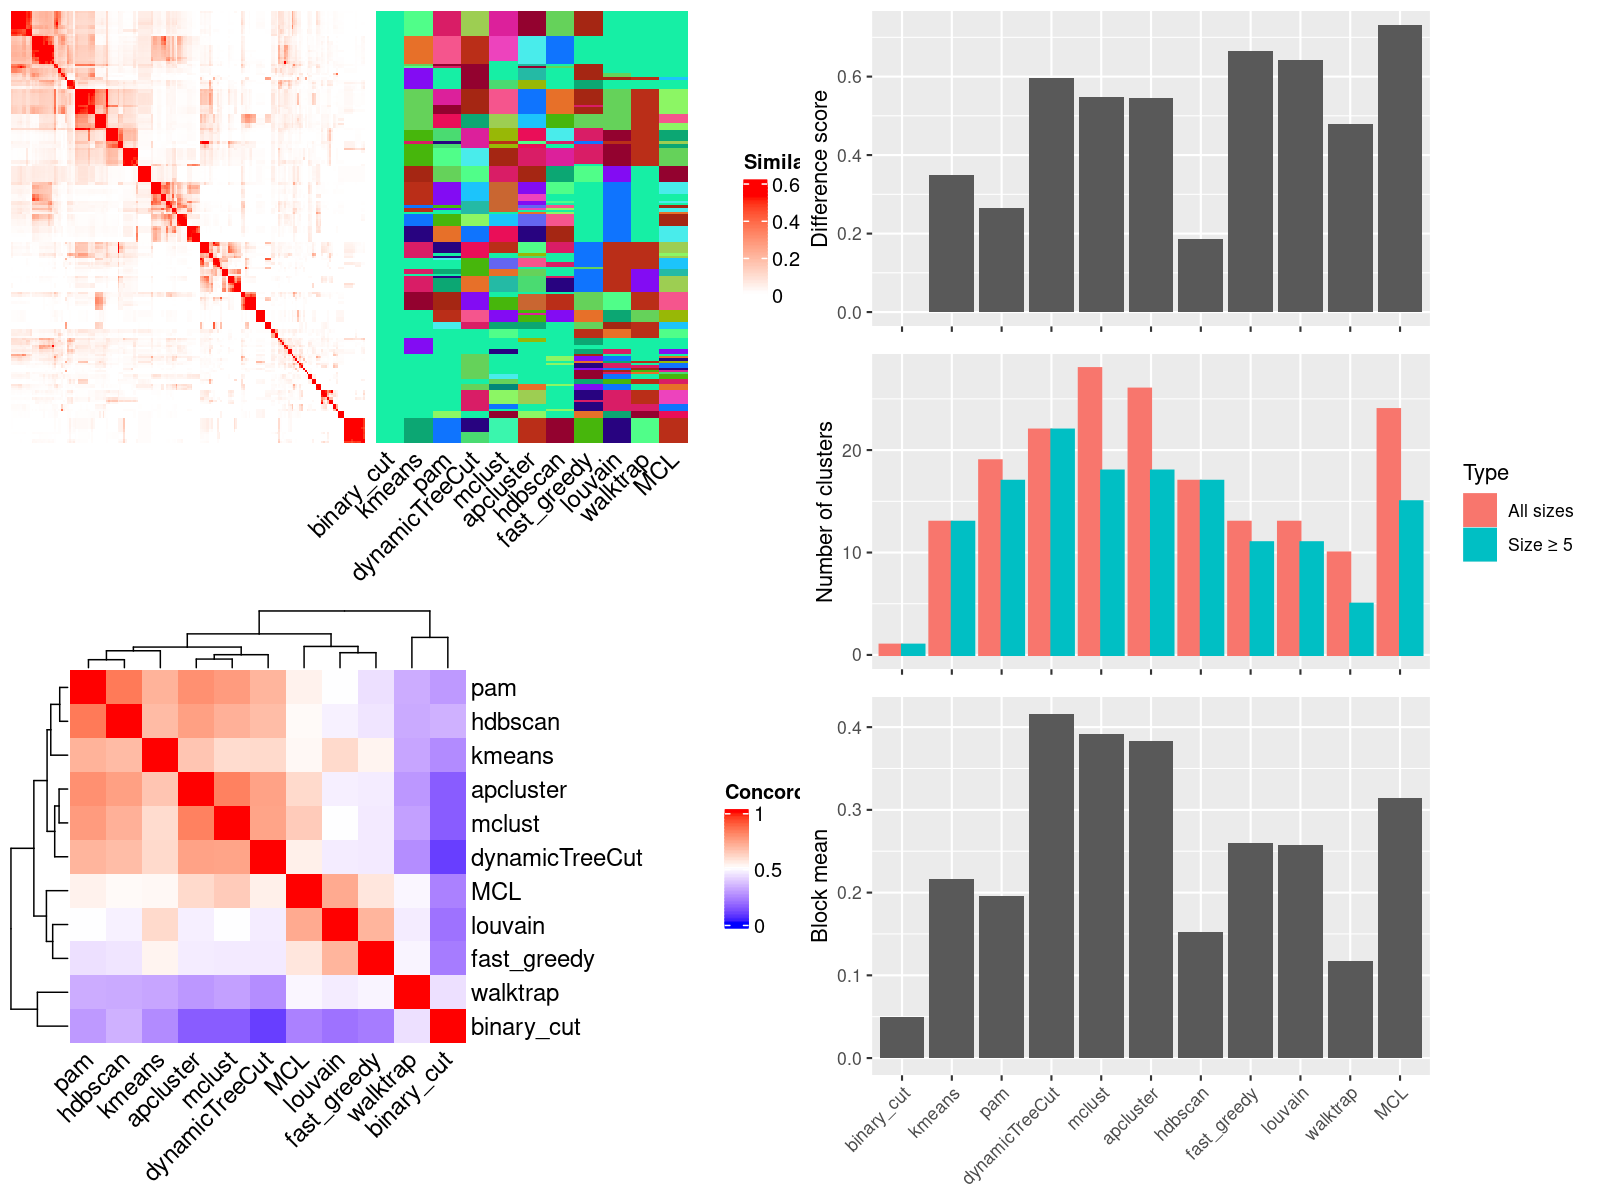 Simila
0.6
0.4
0.2
0
binary_cut
kmeans
pam
dynamicTreeCut
mclust
apcluster
hdbscan
fast_greedy
louvain
walktrap
MCL
pam
hdbscan
kmeans
apcluster
mclust
dynamicTreeCut
MCL
louvain
fast_greedy
walktrap
binary_cut
pam
hdbscan
kmeans
apcluster
mclust
dynamicTreeCut
MCL
louvain
fast_greedy
walktrap
binary_cut
Concord
1
0.5
0
Difference score
0.6
0.4
0.2
0.0
Number of clusters
20
10
0
Type
All sizes
Size ≥ 5
Block mean
0.4
0.3
0.2
0.1
0.0
binary_cut
kmeans
pam
dynamicTreeCut
mclust
apcluster
hdbscan
fast_greedy
louvain
walktrap
MCL